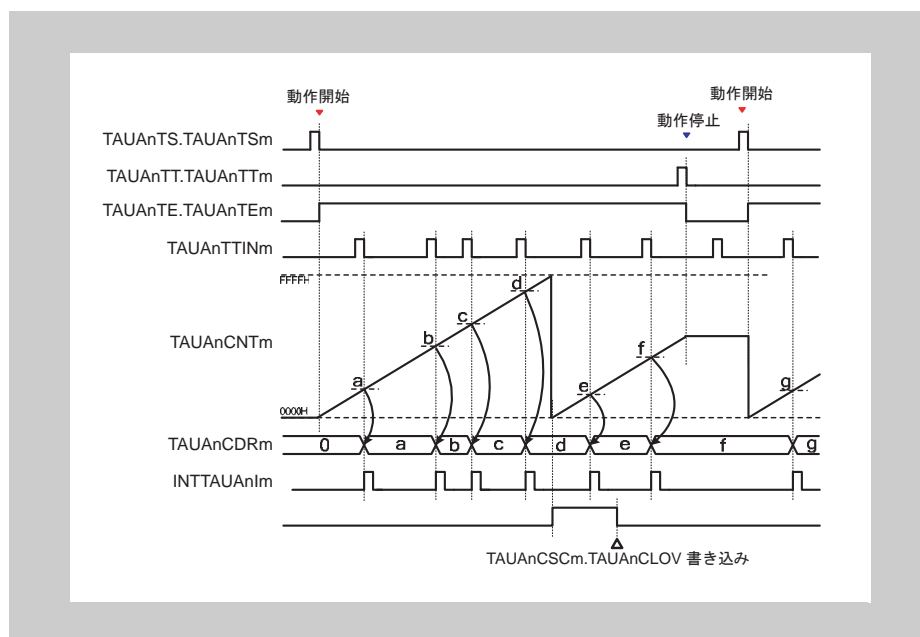 動作開始
動作開始
動作停止
TAUAnTS.TAUAnTSm
TAUAnTT.TAUAnTTm
TAUAnTE.TAUAnTEm
TAUAnTTINm
FFFFH
d
c
b
f
TAUAnCNTm
a
e
g
0000H
TAUAnCDRm 0 a b c d e f g
INTTAUAnIm
TAUAnCSCm.TAUAnCLOV 書き込み